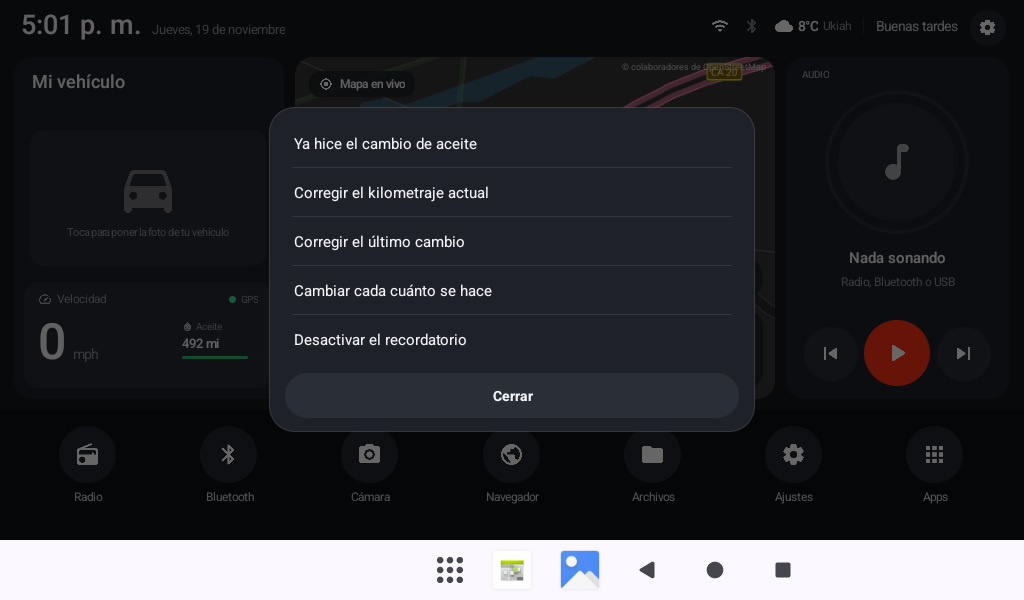 5:01 p. m.
Jueves, 19 de noviembre
8°C Ukiah
Buenas tardes
Mi vehículo
Mapa en vivo
© colaboradores de OpenStreetMap
CA 20
AUDIO
Ya hice el cambio de aceite
Corregir el kilometraje actual
Corregir el último cambio
Cambiar cada cuánto se hace
Desactivar el recordatorio
Cerrar
Toca para poner la foto de tu vehículo
Velocidad
GPS
0 mph
Aceite
492 mi
Nada sonando
Radio, Bluetooth o USB
Radio
Bluetooth
Cámara
Navegador
Archivos
Ajustes
Apps